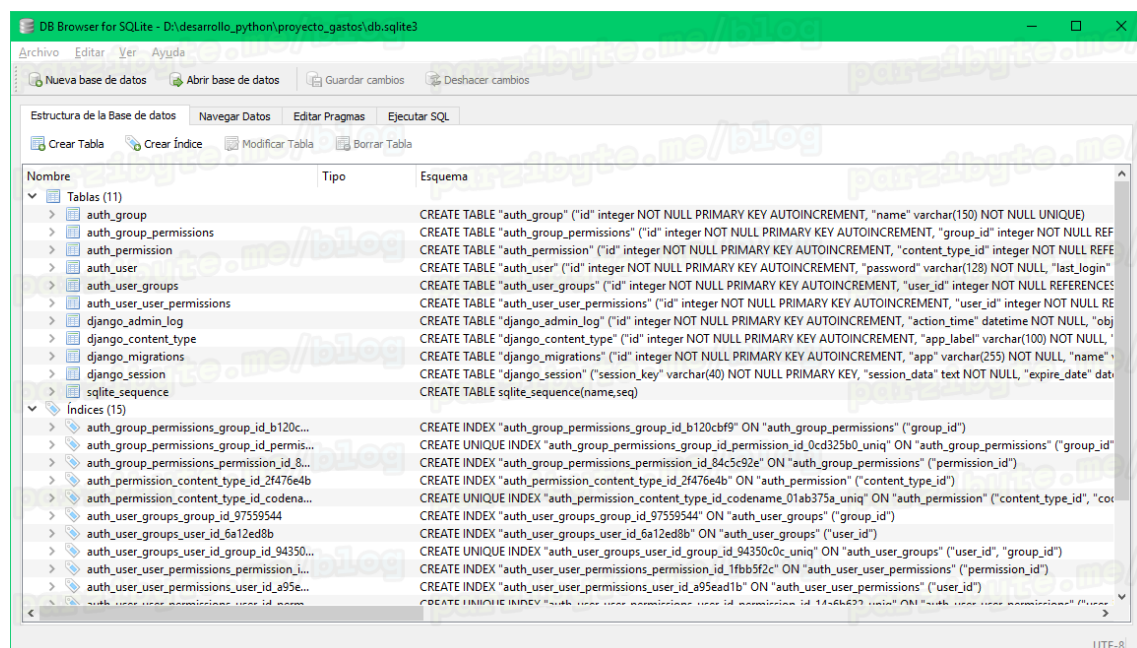 DB Browser for SQLite - D:\desarrollo_python\proyecto_gastos\db.sqlite3
Archivo Editar Ver Ayuda
Nueva base de datos Abrir base de datos Guardar cambios Deshacer cambios
Estructura de la Base de datos Navegar Datos Editar Pragmas Ejecutar SQL
Crear Tabla Crear Índice Modificar Tabla Borrar Tabla
Nombre Tipo Esquema
Tablas (11)
auth_group CREATE TABLE "auth_group" ("id" integer NOT NULL PRIMARY KEY AUTOINCREMENT, "name" varchar(150) NOT NULL UNIQUE)
auth_group_permissions CREATE TABLE "auth_group_permissions" ("id" integer NOT NULL PRIMARY KEY AUTOINCREMENT, "group_id" integer NOT NULL REF
auth_permission CREATE TABLE "auth_permission" ("id" integer NOT NULL PRIMARY KEY AUTOINCREMENT, "content_type_id" integer NOT NULL REFE
auth_user CREATE TABLE "auth_user" ("id" integer NOT NULL PRIMARY KEY AUTOINCREMENT, "password" varchar(128) NOT NULL, "last_login"
auth_user_groups CREATE TABLE "auth_user_groups" ("id" integer NOT NULL PRIMARY KEY AUTOINCREMENT, "user_id" integer NOT NULL REFERENCES
auth_user_user_permissions CREATE TABLE "auth_user_user_permissions" ("id" integer NOT NULL PRIMARY KEY AUTOINCREMENT, "user_id" integer NOT NULL RE
django_admin_log CREATE TABLE "django_admin_log" ("id" integer NOT NULL PRIMARY KEY AUTOINCREMENT, "action_time" datetime NOT NULL, "obj
django_content_type CREATE TABLE "django_content_type" ("id" integer NOT NULL PRIMARY KEY AUTOINCREMENT, "app_label" varchar(100) NOT NULL, "
django_migrations CREATE TABLE "django_migrations" ("id" integer NOT NULL PRIMARY KEY AUTOINCREMENT, "app" varchar(255) NOT NULL, "name"
django_session CREATE TABLE "django_session" ("session_key" varchar(40) NOT NULL PRIMARY KEY, "session_data" text NOT NULL, "expire_date" date
sqlite_sequence CREATE TABLE sqlite_sequence(name,seq)
Índices (15)
auth_group_permissions_group_id_b120c... CREATE INDEX "auth_group_permissions_group_id_b120cbf9" ON "auth_group_permissions" ("group_id")
auth_group_permissions_group_id_permis... CREATE UNIQUE INDEX "auth_group_permissions_group_id_permission_id_0cd325b0_uniq" ON "auth_group_permissions" ("group_id"
auth_group_permissions_permission_id_8... CREATE INDEX "auth_group_permissions_permission_id_84c5c92e" ON "auth_group_permissions" ("permission_id")
auth_permission_content_type_id_2f476e4b CREATE INDEX "auth_permission_content_type_id_2f476e4b" ON "auth_permission" ("content_type_id")
auth_permission_content_type_id_codena... CREATE UNIQUE INDEX "auth_permission_content_type_id_codename_01ab375a_uniq" ON "auth_permission" ("content_type_id", "coc
auth_user_groups_group_id_97559544 CREATE INDEX "auth_user_groups_group_id_97559544" ON "auth_user_groups" ("group_id")
auth_user_groups_user_id_6a12ed8b CREATE INDEX "auth_user_groups_user_id_6a12ed8b" ON "auth_user_groups" ("user_id")
auth_user_groups_user_id_group_id_94350... CREATE UNIQUE INDEX "auth_user_groups_user_id_group_id_94350c0c_uniq" ON "auth_user_groups" ("user_id", "group_id")
auth_user_user_permissions_permission_i... CREATE INDEX "auth_user_user_permissions_permission_id_1fbb5f2c" ON "auth_user_user_permissions" ("permission_id")
auth_user_user_permissions_user_id_a95e... CREATE INDEX "auth_user_user_permissions_user_id_a95ead1b" ON "auth_user_user_permissions" ("user_id")
auth_user_user_permissions_user_id_perm... CREATE UNIQUE INDEX "auth_user_user_permissions_user_id_permission_id_14a6b632_uniq" ON "auth_user_user_permissions" ("user
UTF-8
parzibyte.me/blog